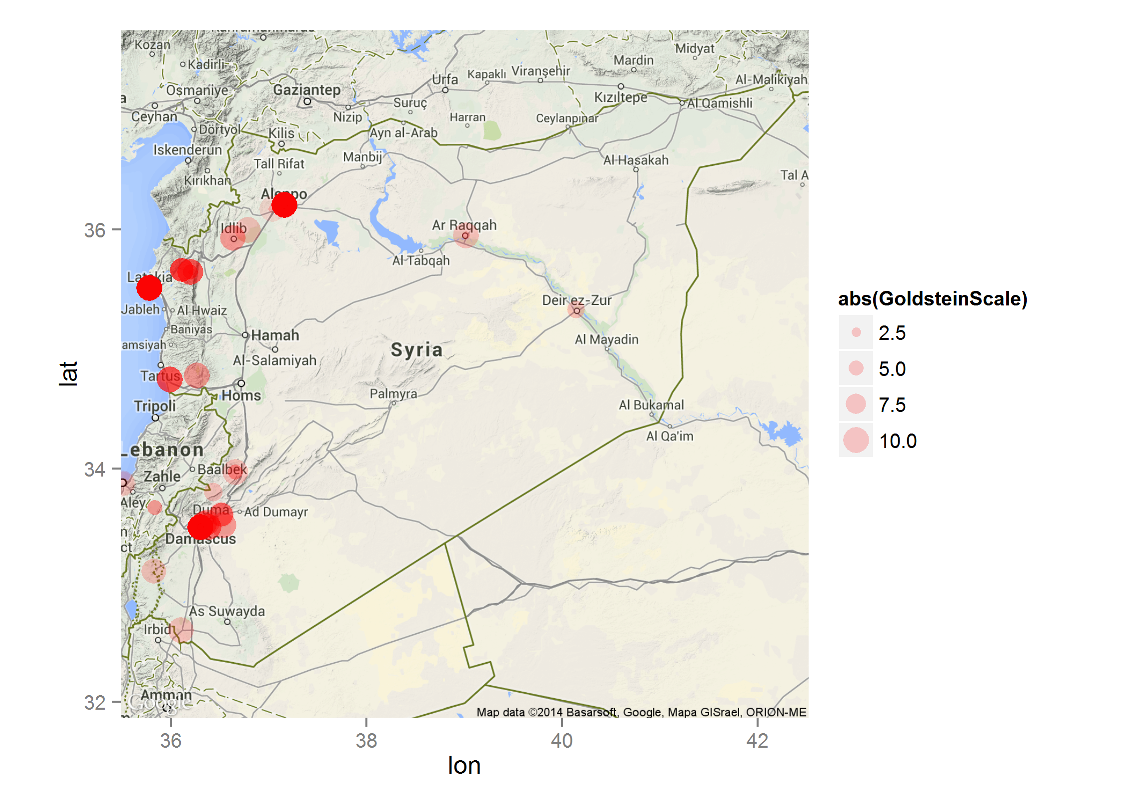 Kozan
Midyat
Kadirli
Mardin
Osmaniye
Gaziantep
Urfa
Kapaklı
Viranşehir
Al-Malikiyah
Kızıltepe
Al Qamishli
Ceyhan
Nizip
Suruç
Harran
Ceylanpınar
Dörtyol
Kilis
Ayn al-Arab
Iskenderun
Tall Rifat
Manbij
Al Hasakah
Kirikhan
Tal A
Aleppo
Idlib
Ar Raqqah
36
Al Tabqah
Latakia
Deir ez-Zur
Jableh
Al Hwaiz
Baniyas
Hamah
Al Mayadin
amsiyah
Al-Salamiyah
Syria
Tartus
Homs
Palmyra
Tripoli
Al Bukamal
Al Qa'im
Lebanon
34
Zahle
Baalbek
Aley
Duma
Ad Dumayr
Damascus
n
ct
As Suwayda
Irbid
Amman
32
Map data ©2014 Basarsoft, Google, Mapa GISrael, ORION-ME
36
38
40
42
lon
lat
abs(GoldsteinScale)
2.5
5.0
7.5
10.0